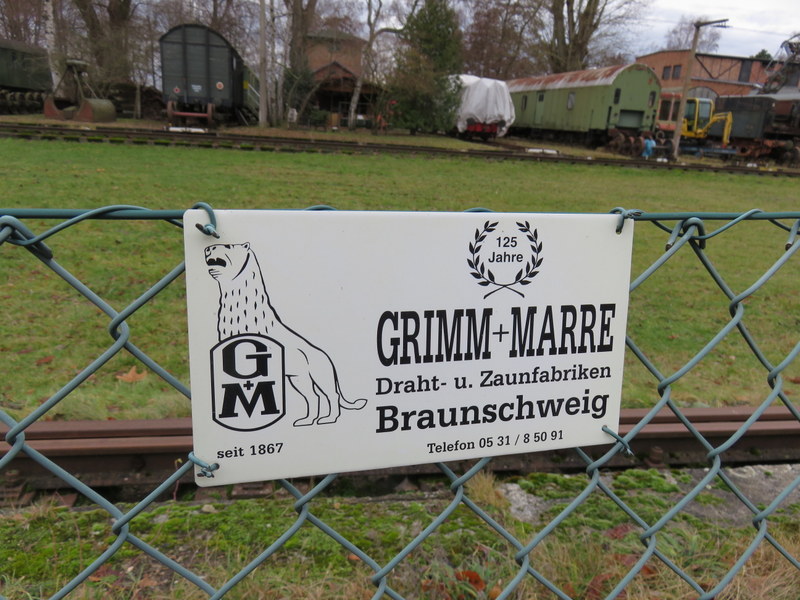 125
Jahre
GRIMM+MARRE
Draht- u. Zaunfabriken
Braunschweig
Telefon 05 31 / 8 50 91
G
+
M
seit 1867